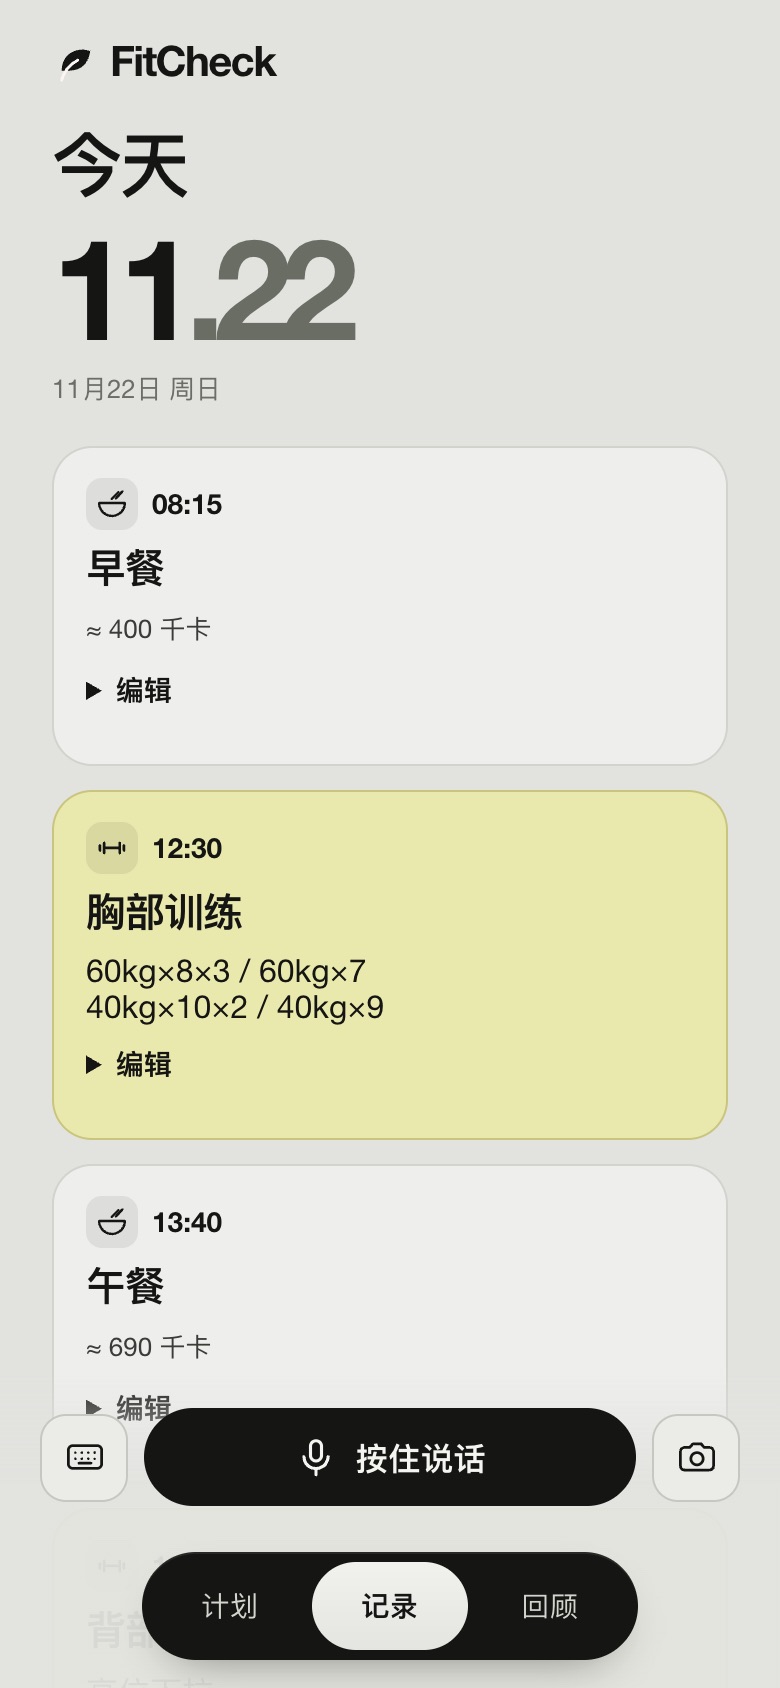 FitCheck
今天
11.22
11月22日 周日
08:15
早餐
≈ 400 千卡
编辑
12:30
胸部训练
60kg×8×3 / 60kg×7
40kg×10×2 / 40kg×9
编辑
13:40
午餐
≈ 690 千卡
编辑
按住说话
背部
计划
记录
回顾